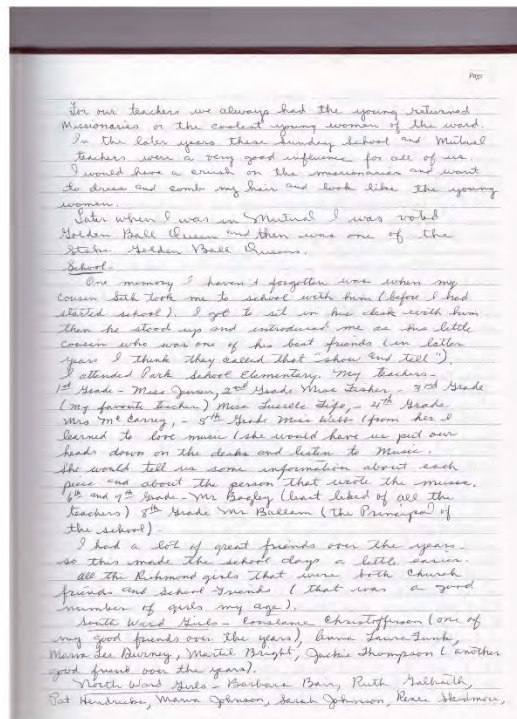 Page
For our teachers we always had the young returned
Missionaries or the coolest young women of the ward.
In the later years these Sunday School and Mutual
teachers were a very good influence for all of us.
I would have a crush on the missionaries and want
to dress and comb my hair and look like the young
women.
Later when I was in Mutual I was voted
Golden Ball Queen and then was one of the
Stake Golden Ball Queens.
School.
One memory I haven't forgotten was when my
cousin took me to school with him (before I had
started school). I got to sit in his desk with him
then he stood up and introduced me as his little
cousin who was one of his best friends (in latter
years I think they called that "show and tell").
I attended Park School Elementary. My teachers -
1st Grade - Miss Jensen, 2nd Grade Miss Fisher - 3rd Grade
(my favorite teacher) Miss Luciele - 4th Grade
Mrs Mc Carrey, - 5th Grade Miss Webb (from her I
learned to love music (she would have us put our
heads down on the desks and listen to Music.
She would tell us some information about each
piece and about the person that wrote the music.
6th and 7th Grade - Mr Bagley (least liked of all the
teachers) 8th Grade Mr Ballam (the Principal of
the school).
I had a lot of great friends over the years -
so this made the school days a little easier.
All the Richmond girls that were both Church
friends and School friends (that was a good
number of girls my age).
South Ward Girls - Constance Christofferson (one of
my good friends over the years), Anna Laura Funk,
Marva Lee Burney, Martel Bright, Jackie Thompson (another
good friend over the years).
North Ward Girls - Barbara Barr, Ruth Galbraith,
Pat Hendricks, Marva Johnson, Sarah Johnson, Renee Skidmore,